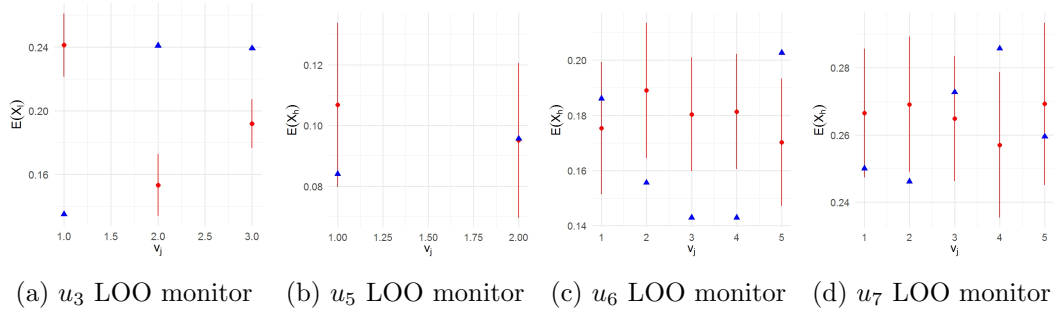 E(X_i)
0.24
0.20
0.16
1.0 1.5 2.0 2.5 3.0
v_j
E(X_h)
0.12
0.10
0.08
1.00 1.25 1.50 1.75 2.00
v_j
E(X_h)
0.20
0.18
0.16
0.14
1 2 3 4 5
v_j
E(X_h)
0.28
0.26
0.24
1 2 3 4 5
v_j
(a) u_3 LOO monitor (b) u_5 LOO monitor (c) u_6 LOO monitor (d) u_7 LOO monitor